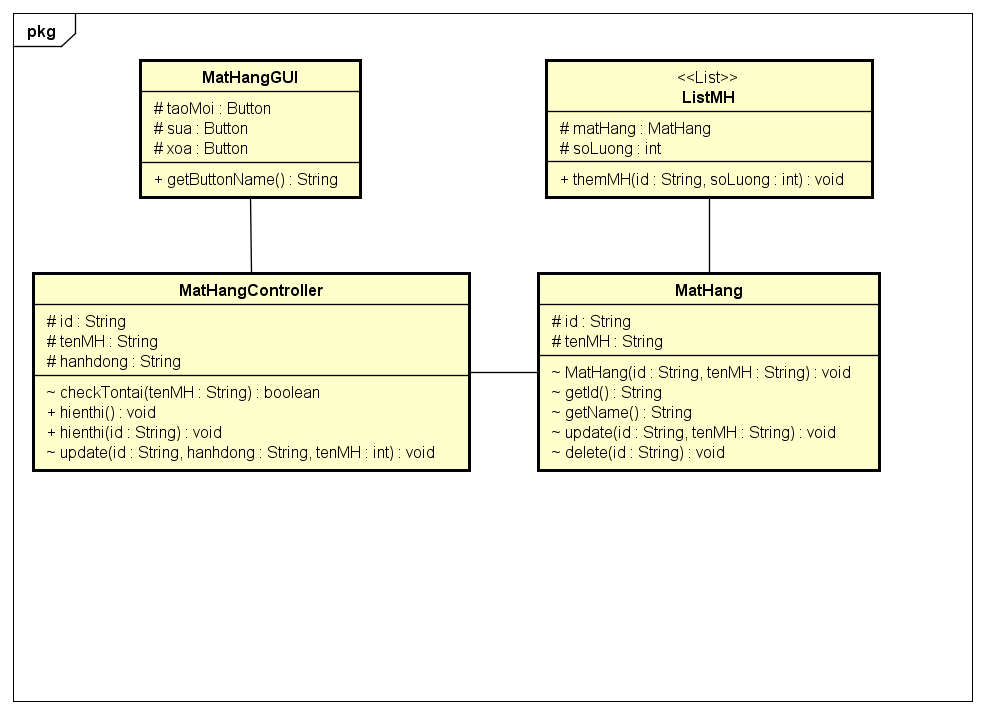 pkg
MatHangGUI
# taoMoi : Button
# sua : Button
# xoa : Button
+ getButtonName() : String
<<List>>
ListMH
# matHang : MatHang
# soLuong : int
+ themMH(id : String, soLuong : int) : void
MatHangController
# id : String
# tenMH : String
# hanhdong : String
~ checkTontai(tenMH : String) : boolean
+ hienthi() : void
+ hienthi(id : String) : void
~ update(id : String, hanhdong : String, tenMH : int) : void
MatHang
# id : String
# tenMH : String
~ MatHang(id : String, tenMH : String) : void
~ getId() : String
~ getName() : String
~ update(id : String, tenMH : String) : void
~ delete(id : String) : void